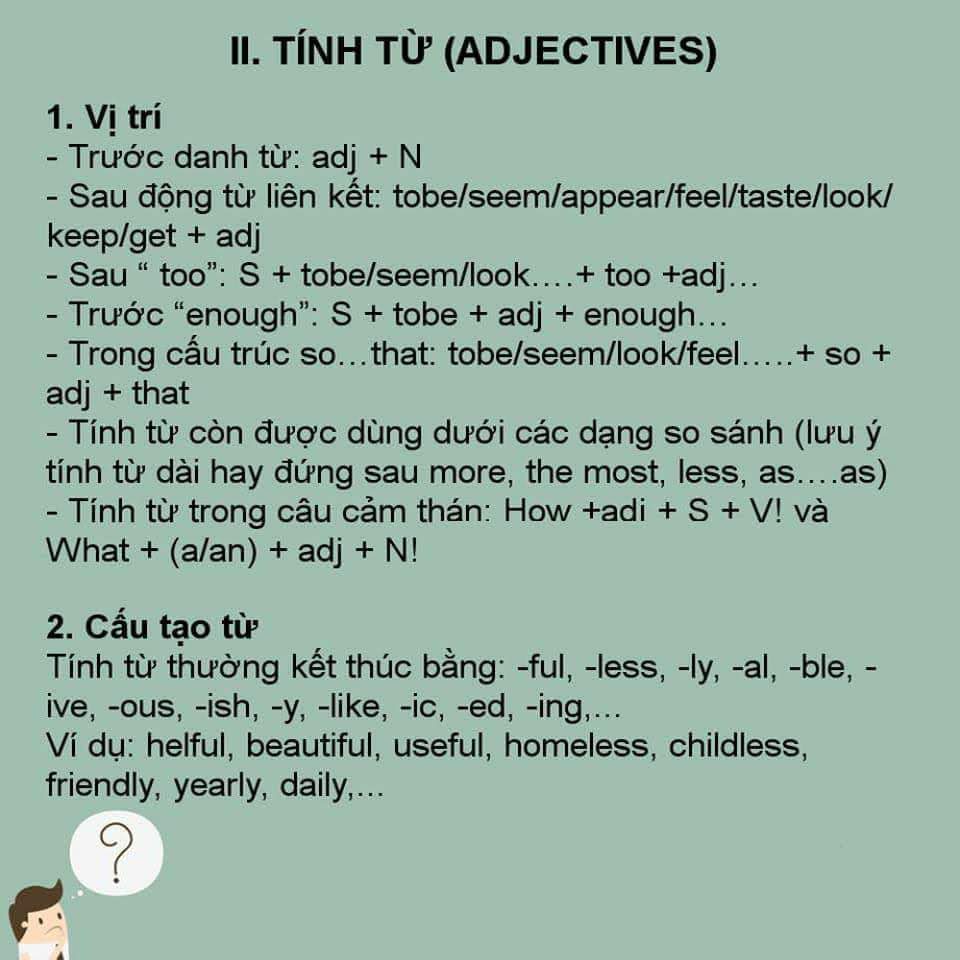 II. TÍNH TỪ (ADJECTIVES)
1. Vị trí
- Trước danh từ: adj + N
- Sau động từ liên kết: tobe/seem/appear/feel/taste/look/
keep/get + adj
- Sau “ too”: S + tobe/seem/look….+ too +adj…
- Trước “enough”: S + tobe + adj + enough…
- Trong cấu trúc so…that: tobe/seem/look/feel…..+ so +
adj + that
- Tính từ còn được dùng dưới các dạng so sánh (lưu ý
tính từ dài hay đứng sau more, the most, less, as….as)
- Tính từ trong câu cảm thán: How +adj + S + V! và
What + (a/an) + adj + N!
2. Cấu tạo từ
Tính từ thường kết thúc bằng: -ful, -less, -ly, -al, -ble, -
ive, -ous, -ish, -y, -like, -ic, -ed, -ing,…
Ví dụ: helful, beautiful, useful, homeless, childless,
friendly, yearly, daily,…
?